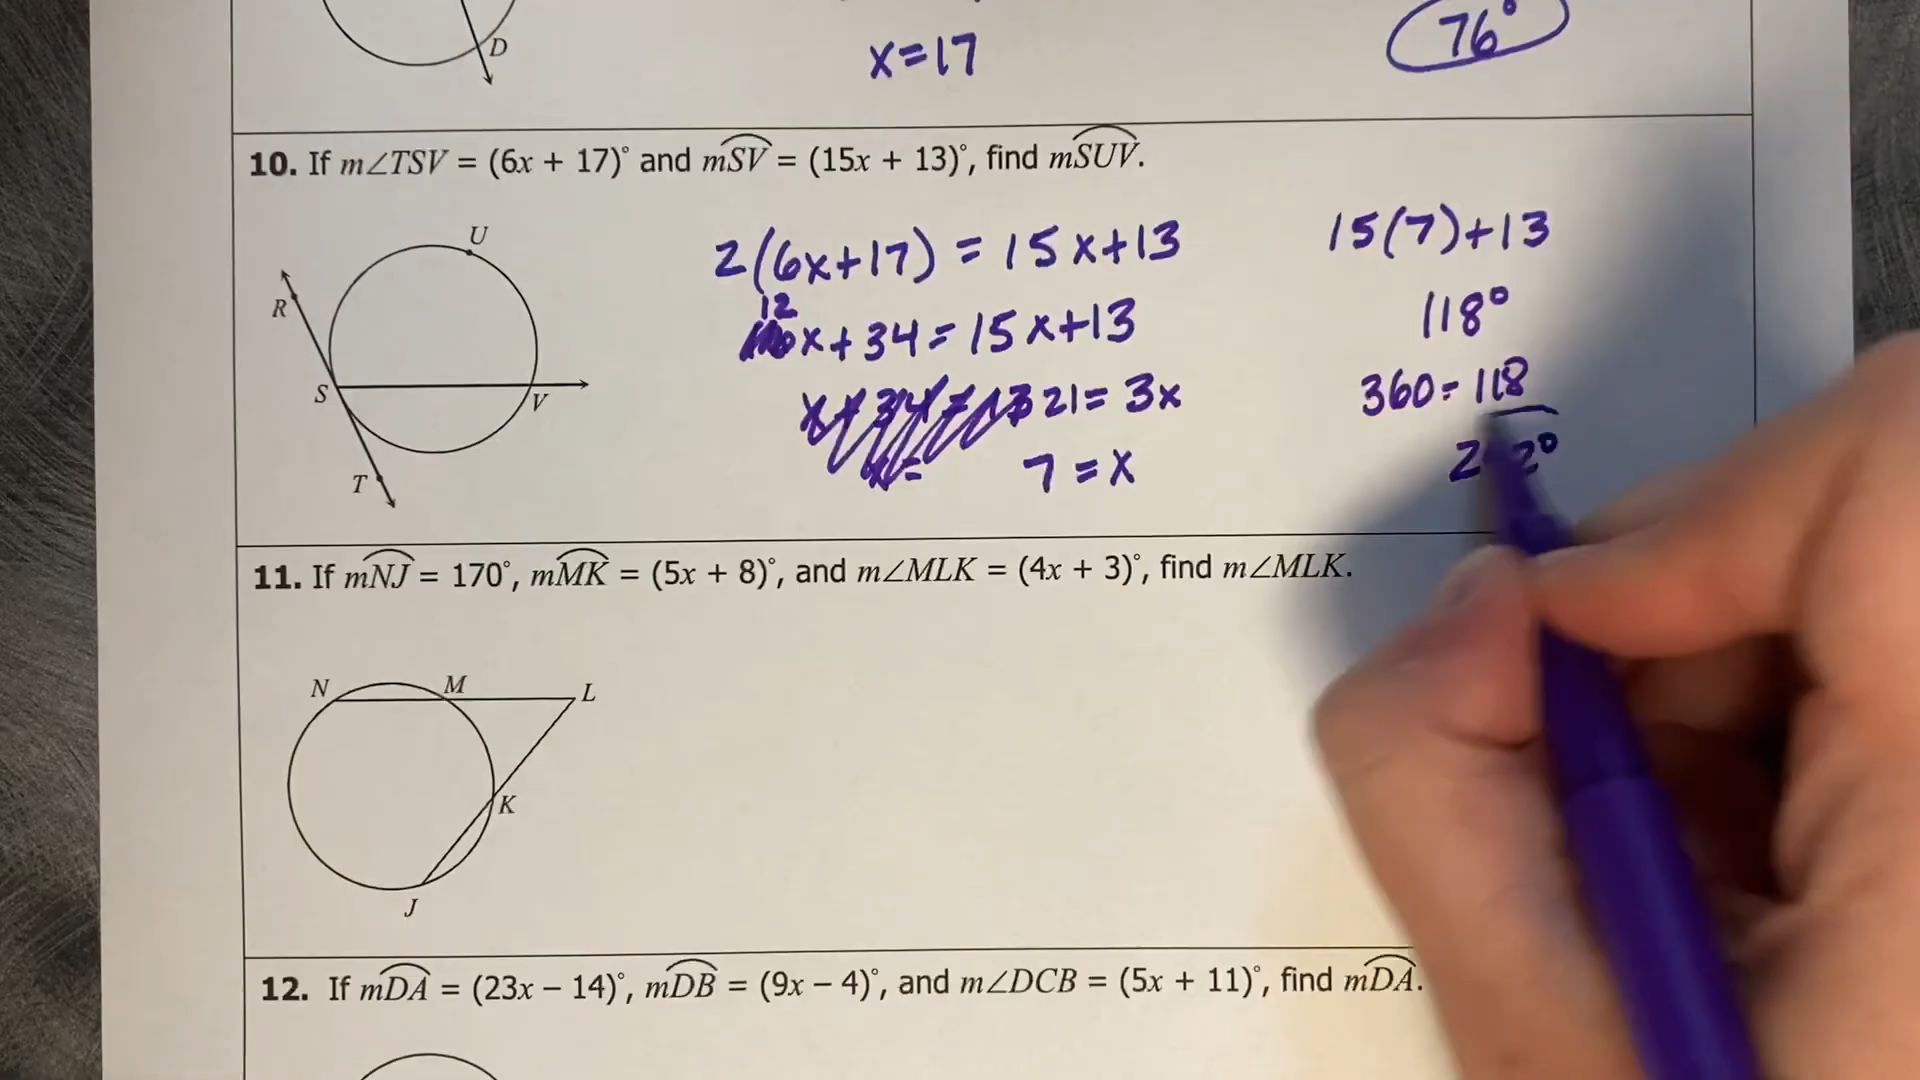 D
x=17
76°
10. If m∠TSV = (6x + 17)° and mSV = (15x + 13)°, find mSUV.
U
R
S
V
T
2(6x+17) = 15x+13
12
x+34=15x+13
21=3x
7=x
15(7)+13
118°
360-118
11. If mNJ = 170°, mMK = (5x + 8)°, and m∠MLK = (4x + 3)°, find m∠MLK.
N
M
L
K
J
12. If mDA = (23x – 14)°, mDB = (9x – 4)°, and m∠DCB = (5x + 11)°, find mDA.